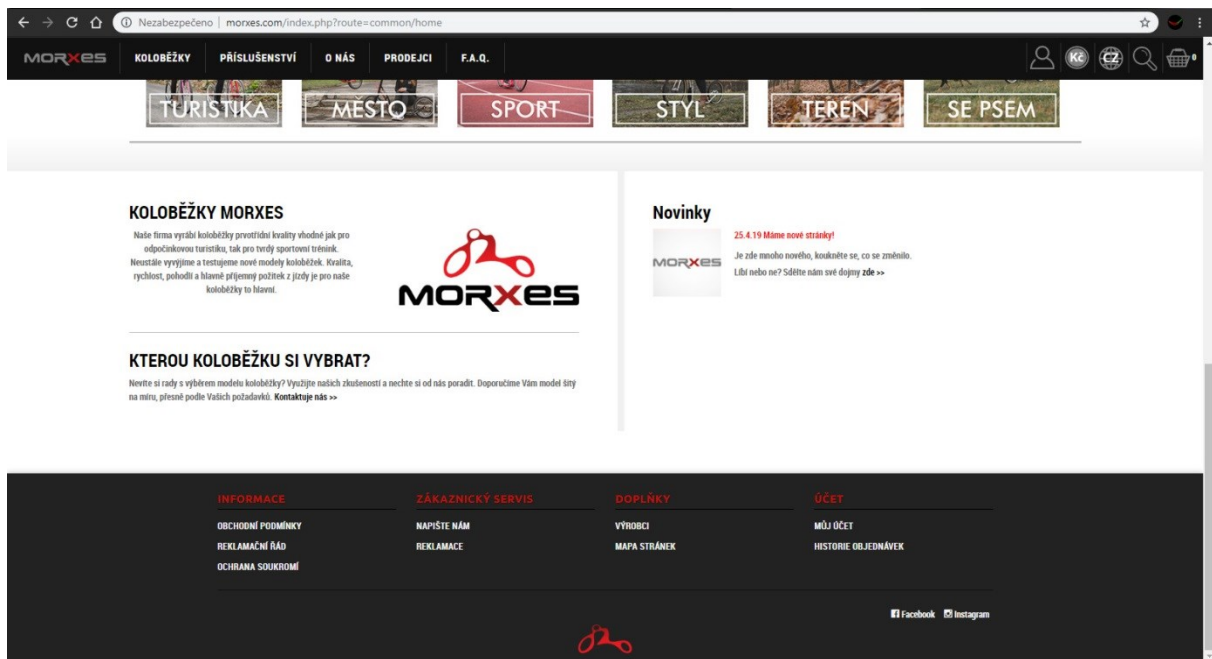 Nezabezpečeno | morxes.com/index.php?route=common/home
MORXES KOLOBĚŽKY PŘÍSLUŠENSTVÍ O NÁS PRODEJCI F.A.Q. Kč CZ 0
TURISTIKA MĚSTO SPORT STYL TERÉN SE PSEM
KOLOBĚŽKY MORXES
Naše firma vyrábí koloběžky prvotřídní kvality vhodné jak pro
odpočinkovou turistiku, tak pro tvrdý sportovní trénink.
Neustále vyvýjíme a testujeme nové modely koloběžek. Kvalita,
rychlost, pohodlí a hlavně příjemný požitek z jízdy je pro naše
koloběžky to hlavní.
MORXES
KTEROU KOLOBĚŽKU SI VYBRAT?
Nevíte si rady s výběrem modelu koloběžky? Využijte našich zkušeností a nechte si od nás poradit. Doporučíme Vám model šitý
na míru, přesně podle Vašich požadavků. Kontaktuje nás >>
Novinky
MORXES
25.4.19 Máme nové stránky!
Je zde mnoho nového, koukněte se, co se změnilo.
Líbí nebo ne? Sdělte nám své dojmy zde >>
INFORMACE
OBCHODNÍ PODMÍNKY
REKLAMAČNÍ ŘÁD
OCHRANA SOUKROMÍ
ZÁKAZNICKÝ SERVIS
NAPIŠTE NÁM
REKLAMACE
DOPLŇKY
VÝROBCI
MAPA STRÁNEK
ÚČET
MŮJ ÚČET
HISTORIE OBJEDNÁVEK
Facebook Instagram